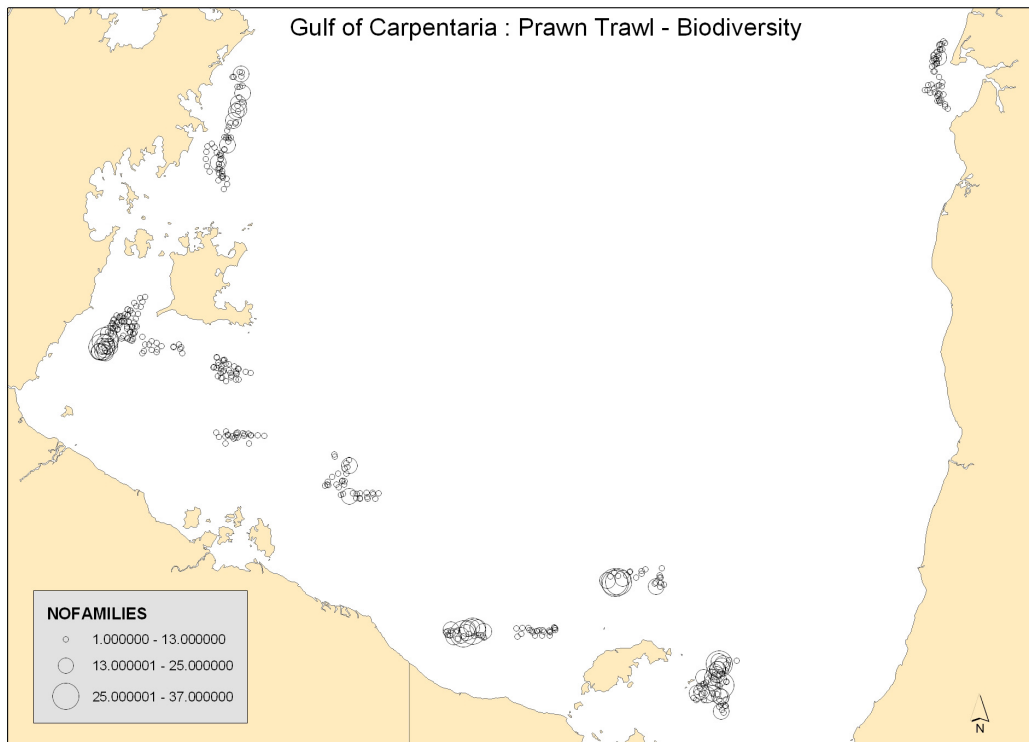 Gulf of Carpentaria : Prawn Trawl - Biodiversity
NOFAMILIES
1.000000 - 13.000000
13.000001 - 25.000000
25.000001 - 37.000000
N